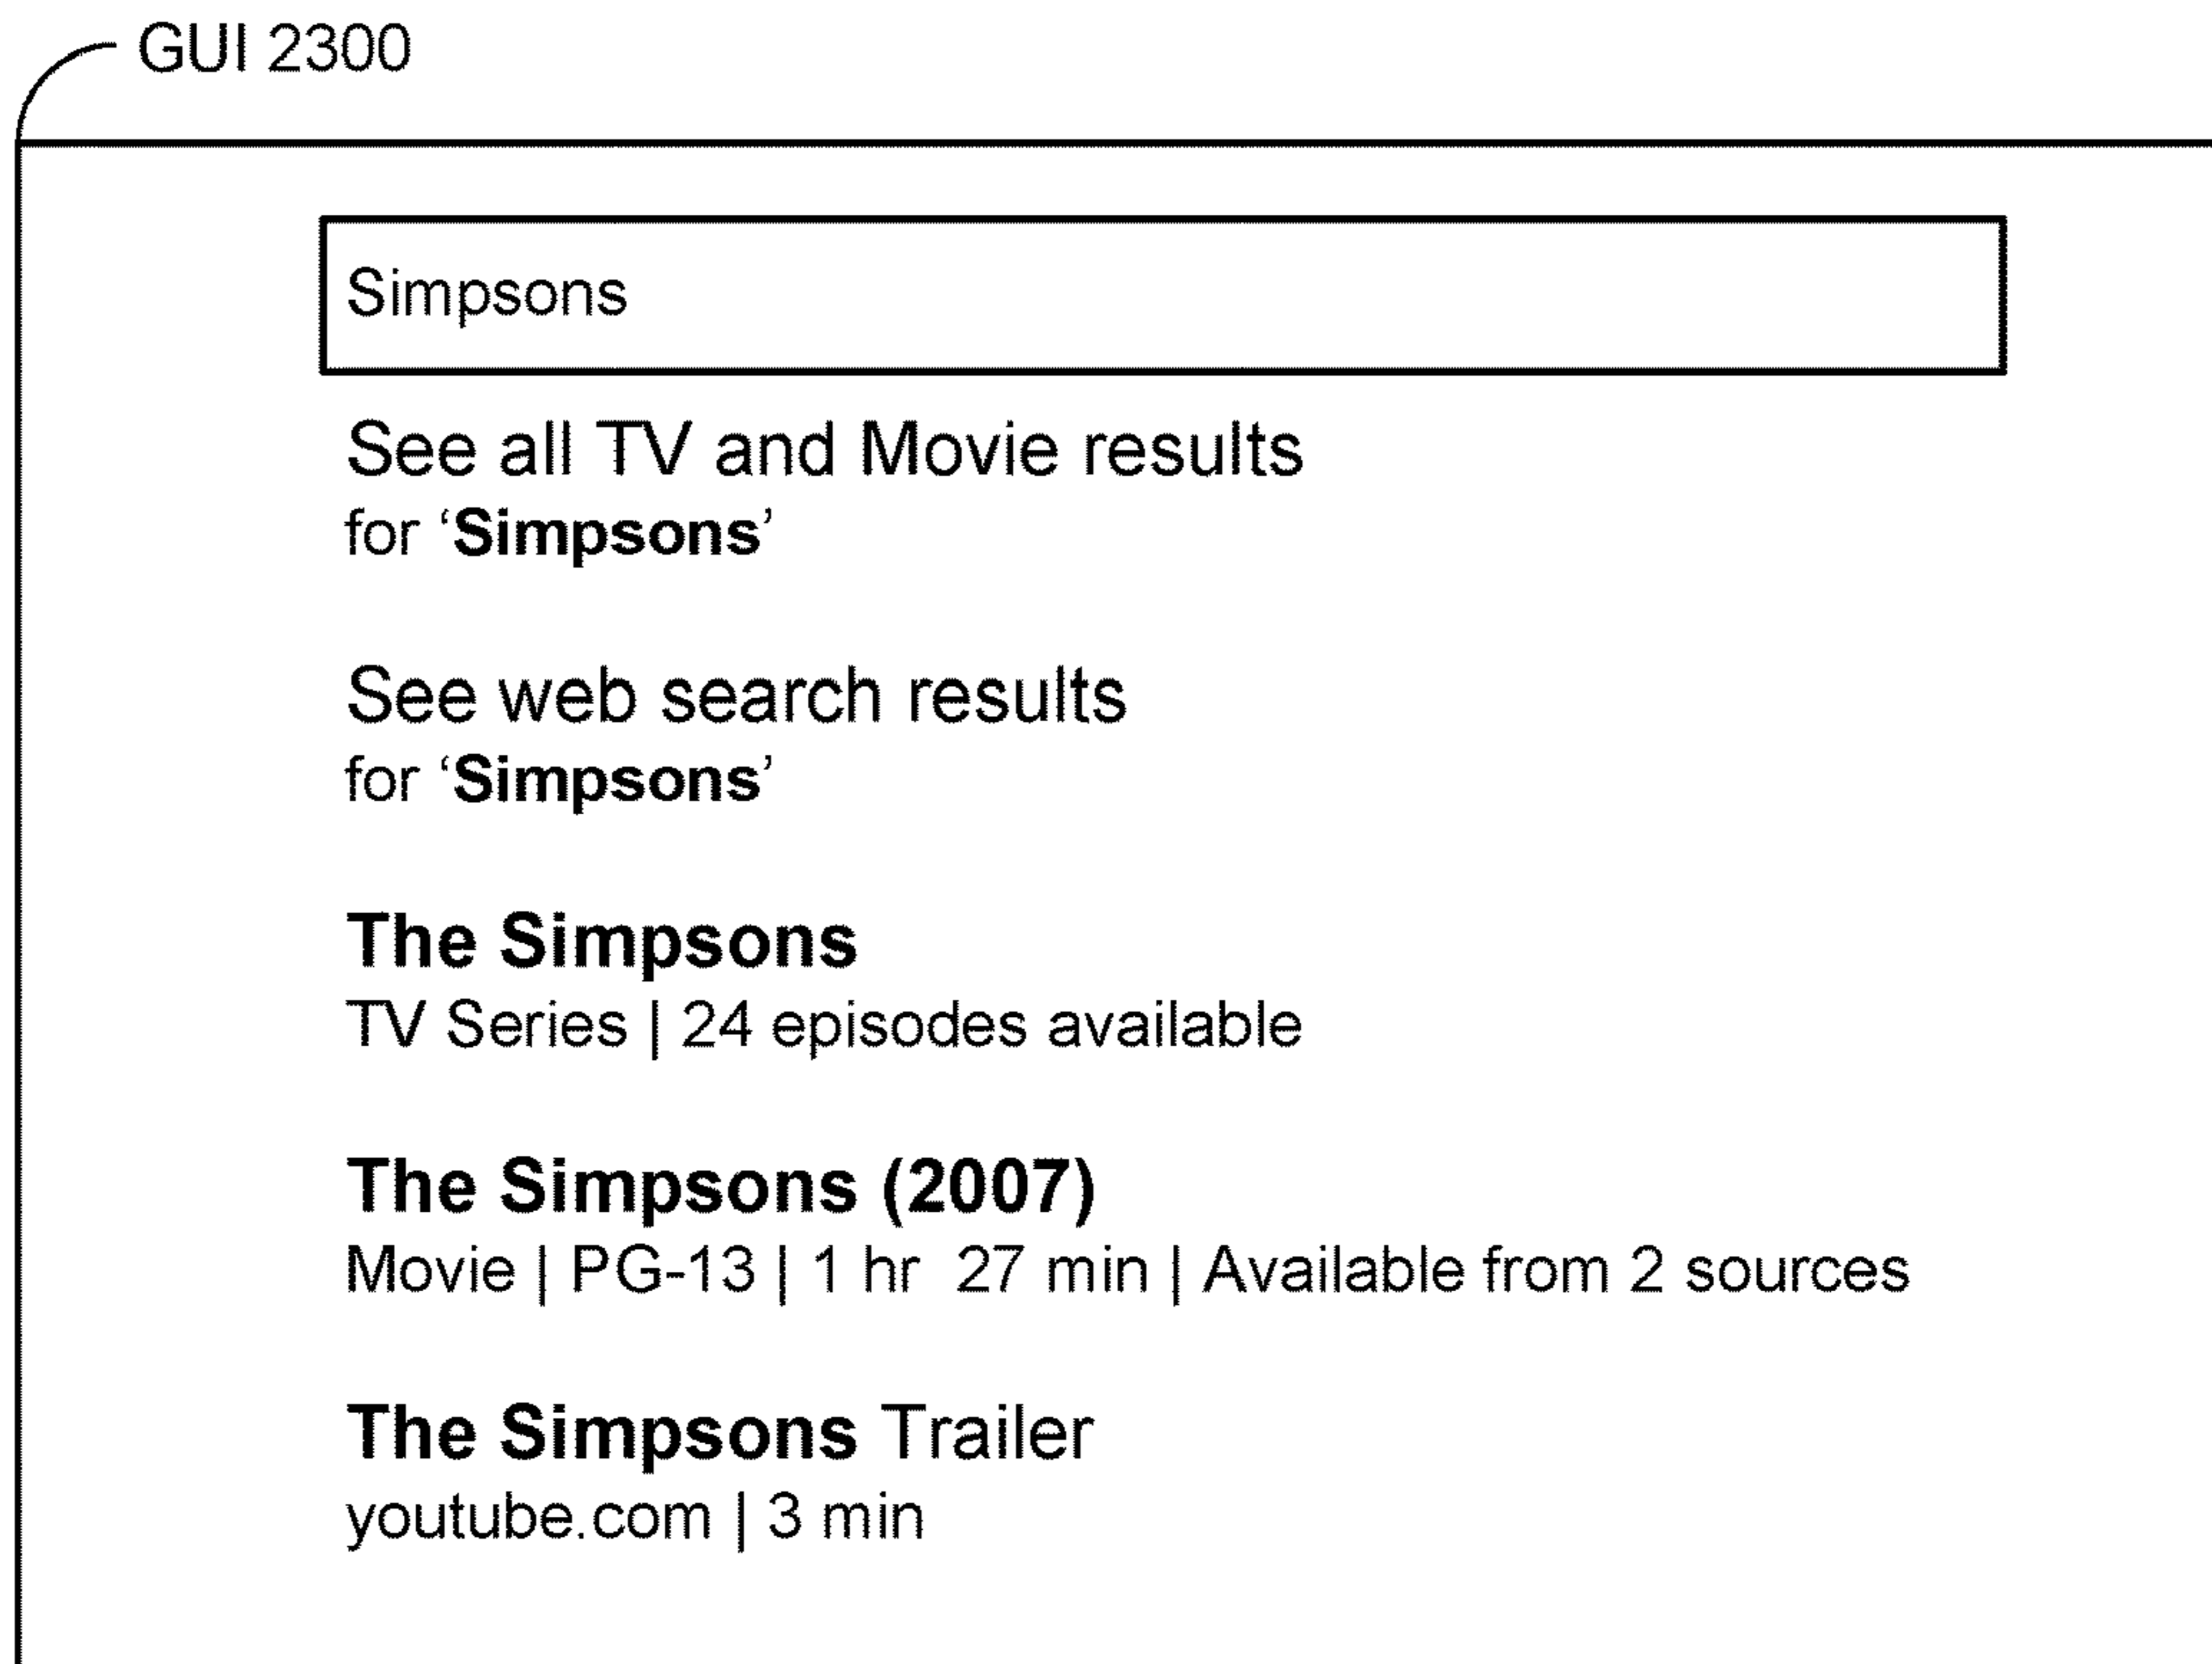 GUI 2300
Simpsons
See all TV and Movie results
for ‘Simpsons’
See web search results
for ‘Simpsons’
The Simpsons
TV Series | 24 episodes available
The Simpsons (2007)
Movie | PG-13 | 1 hr  27 min | Available from 2 sources
The Simpsons Trailer
youtube.com | 3 min